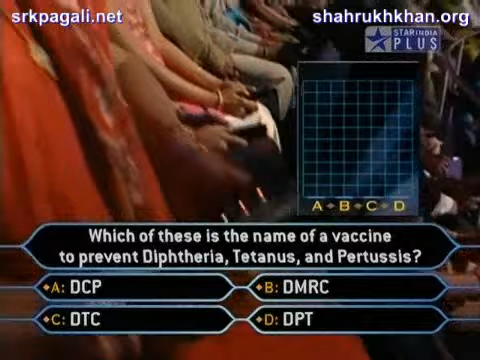 srkpagali.net
shahrukhkhan.org
STAR INDIA
PLUS
A B C D
Which of these is the name of a vaccine
to prevent Diphtheria, Tetanus, and Pertussis?
A: DCP
B: DMRC
C: DTC
D: DPT